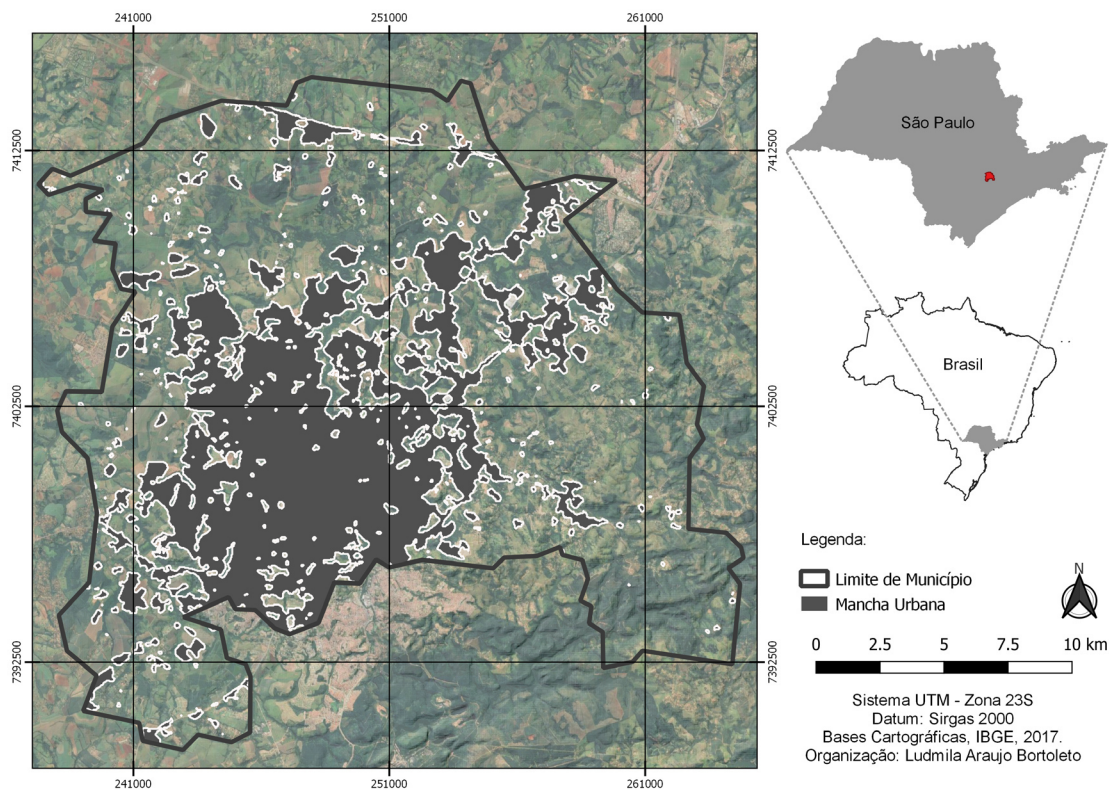 241000
251000
261000
7412500
7412500
São Paulo
Brasil
7402500
7402500
Legenda:
Limite de Município
Mancha Urbana
N
0 2.5 5 7.5 10 km
7392500
7392500
Sistema UTM - Zona 23S
Datum: Sirgas 2000
Bases Cartográficas, IBGE, 2017.
Organização: Ludmila Araujo Bortoleto
241000
251000
261000